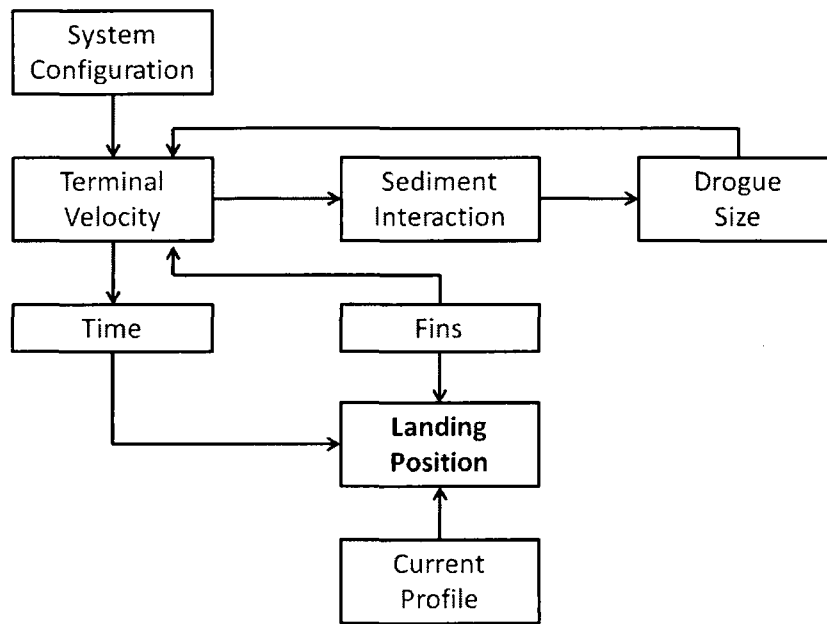 System
Configuration
Terminal
Velocity
Sediment
Interaction
Drogue
Size
Time
Fins
Landing
Position
Current
Profile